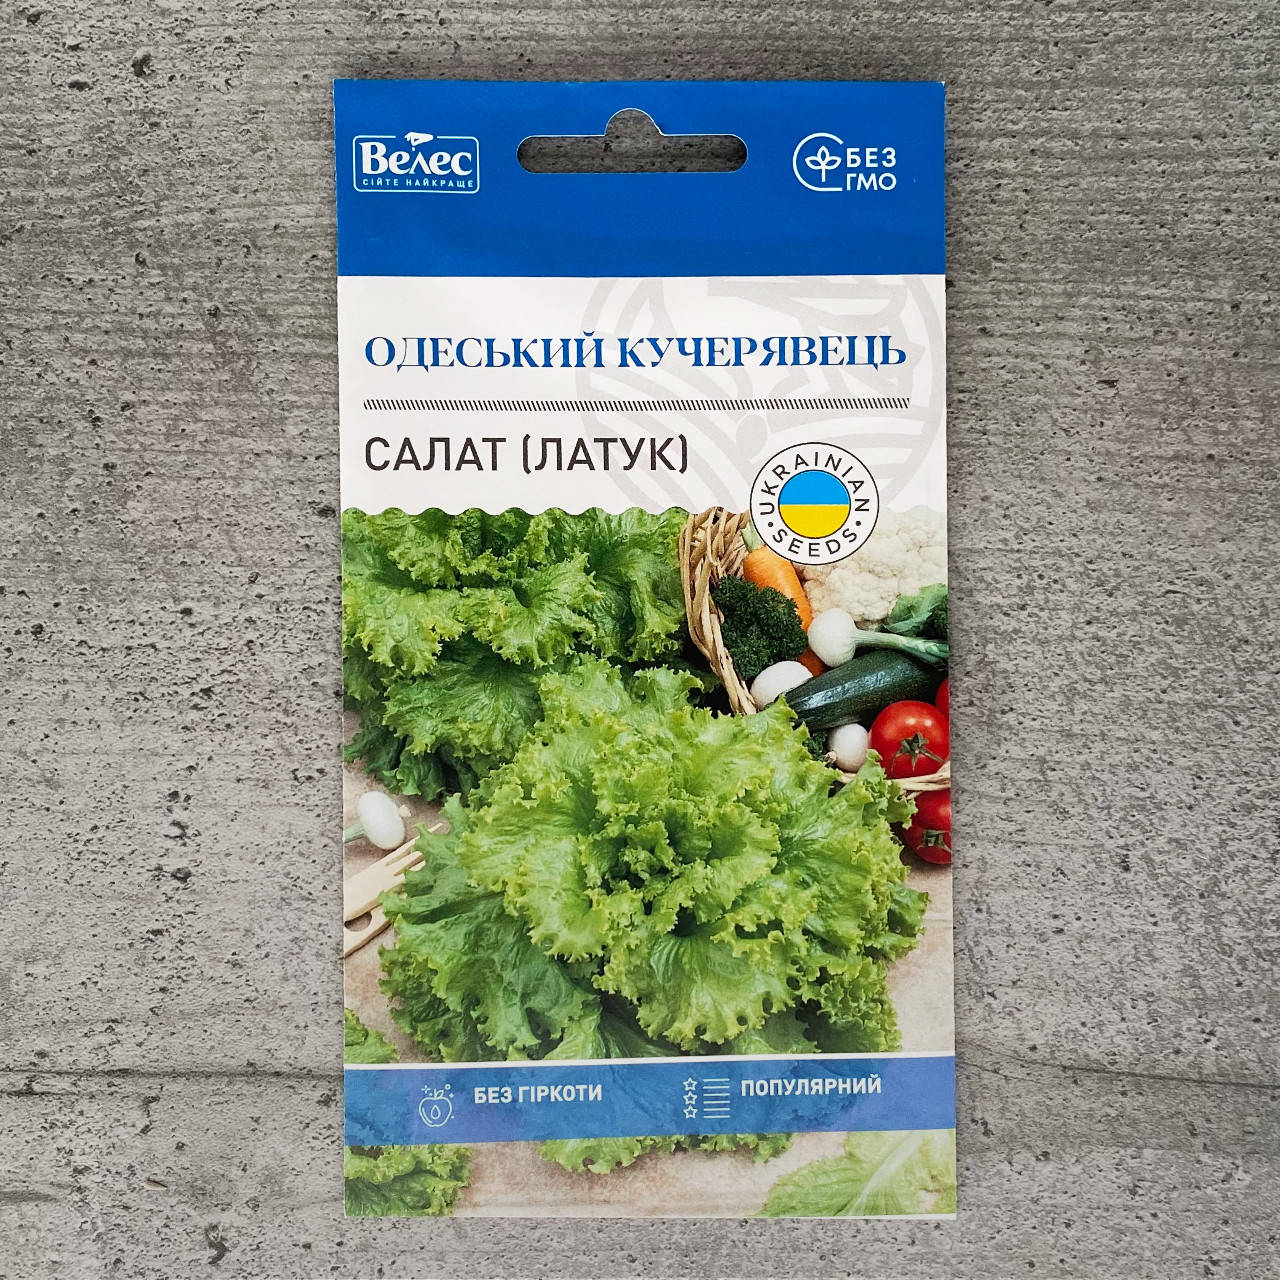 Велес
СІЙТЕ НАЙКРАЩЕ
БЕЗ
ГМО
ОДЕСЬКИЙ КУЧЕРЯВЕЦЬ
САЛАТ (ЛАТУК)
UKRAINIAN
SEEDS
БЕЗ ГІРКОТИ
ПОПУЛЯРНИЙ